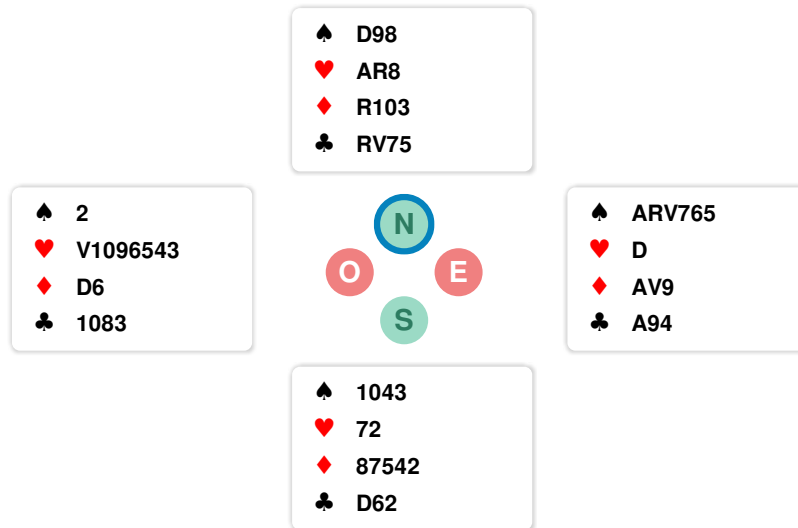 ♠ D98
♥ AR8
♦ R103
♣ RV75
♠ 2
♥ V1096543
♦ D6
♣ 1083
N
O E
S
♠ ARV765
♥ D
♦ AV9
♣ A94
♠ 1043
♥ 72
♦ 87542
♣ D62